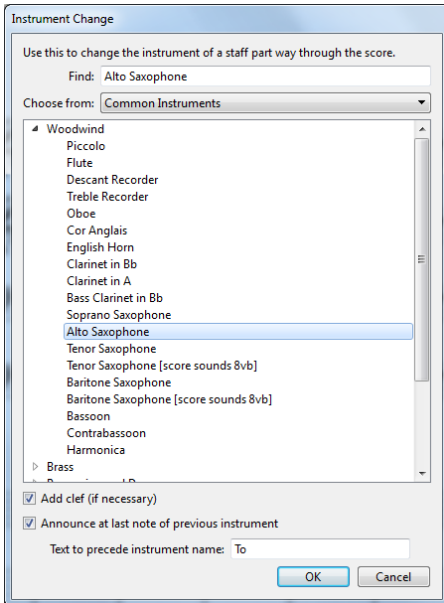 Instrument Change
Use this to change the instrument of a staff part way through the score.
Find: Alto Saxophone
Choose from: Common Instruments
Woodwind
Piccolo
Flute
Descant Recorder
Treble Recorder
Oboe
Cor Anglais
English Horn
Clarinet in Bb
Clarinet in A
Bass Clarinet in Bb
Soprano Saxophone
Alto Saxophone
Tenor Saxophone
Tenor Saxophone [score sounds 8vb]
Baritone Saxophone
Baritone Saxophone [score sounds 8vb]
Bassoon
Contrabassoon
Harmonica
Brass
Add clef (if necessary)
Announce at last note of previous instrument
Text to precede instrument name: To
OK Cancel